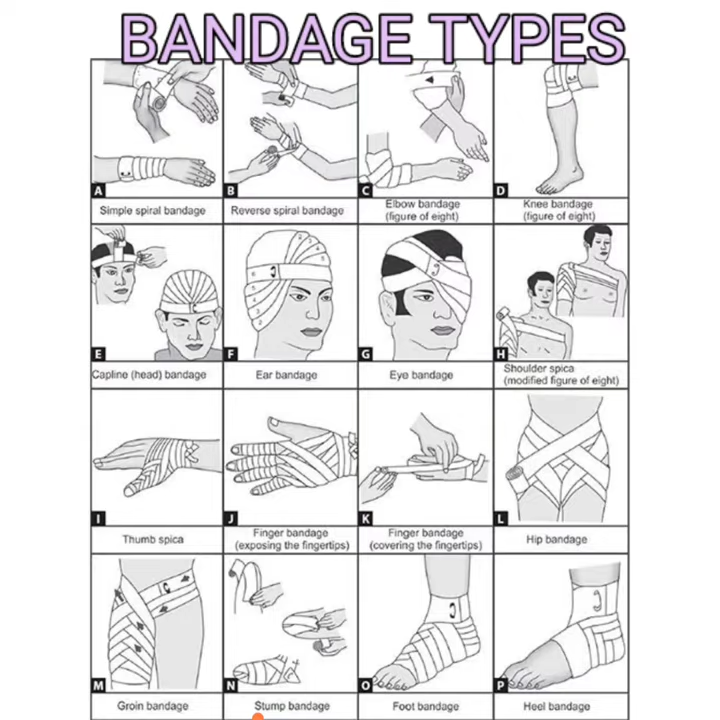 BANDAGE TYPES
A
Simple spiral bandage
B
Reverse spiral bandage
C
Elbow bandage
(figure of eight)
D
Knee bandage
(figure of eight)
E
Capline (head) bandage
F
Ear bandage
G
Eye bandage
H
Shoulder spica
(modified figure of eight)
I
Thumb spica
J
Finger bandage
(exposing the fingertips)
K
Finger bandage
(covering the fingertips)
L
Hip bandage
M
Groin bandage
N
Stump bandage
O
Foot bandage
P
Heel bandage